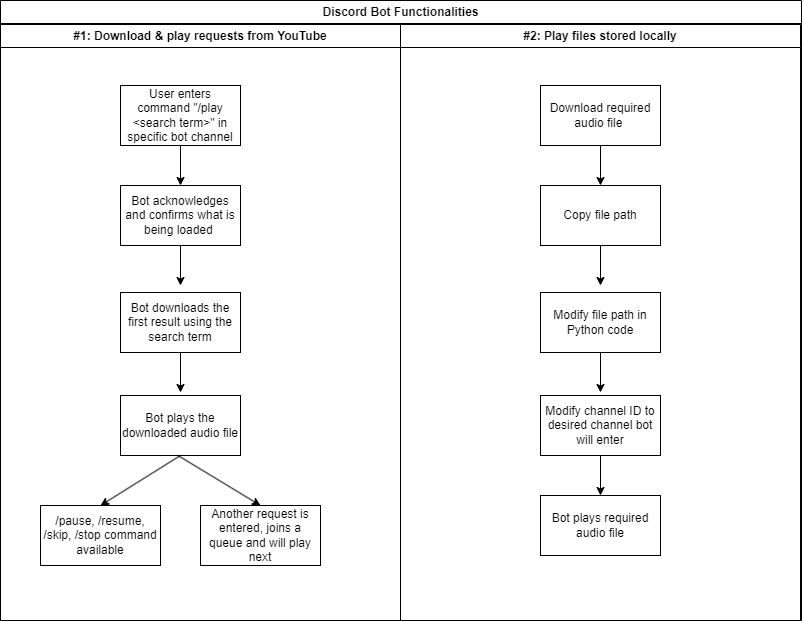 Discord Bot Functionalities
#1: Download & play requests from YouTube
User enters
command "/play
<search term>" in
specific bot channel
Bot acknowledges
and confirms what is
being loaded
Bot downloads the
first result using the
search term
Bot plays the
downloaded audio file
/pause, /resume,
/skip, /stop command
available
Another request is
entered, joins a
queue and will play
next
#2: Play files stored locally
Download required
audio file
Copy file path
Modify file path in
Python code
Modify channel ID to
desired channel bot
will enter
Bot plays required
audio file